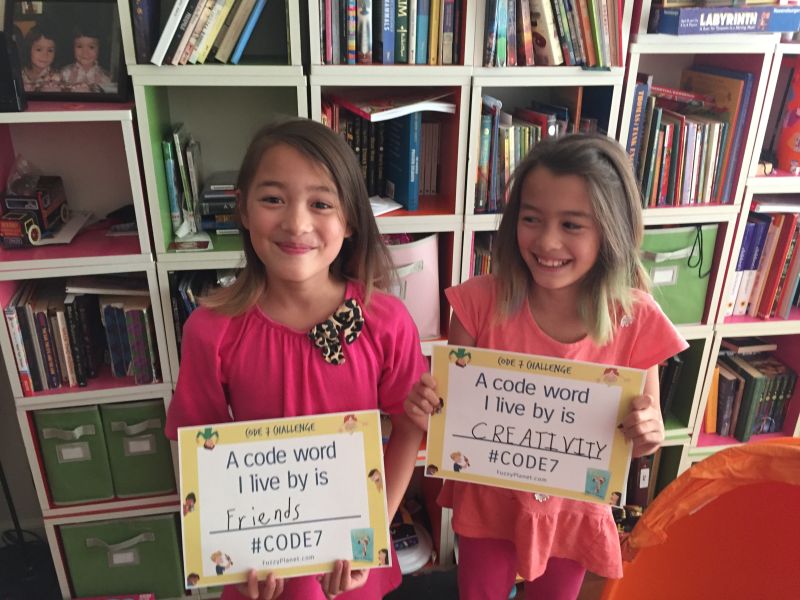 LABYRINTH
CODE 7 CHALLENGE
A code word
I live by is
Friends
#CODE7
FuzzyPlanet.com
CODE 7 CHALLENGE
A code word
I live by is
CREATIVITY
#CODE7
FuzzyPlanet.com